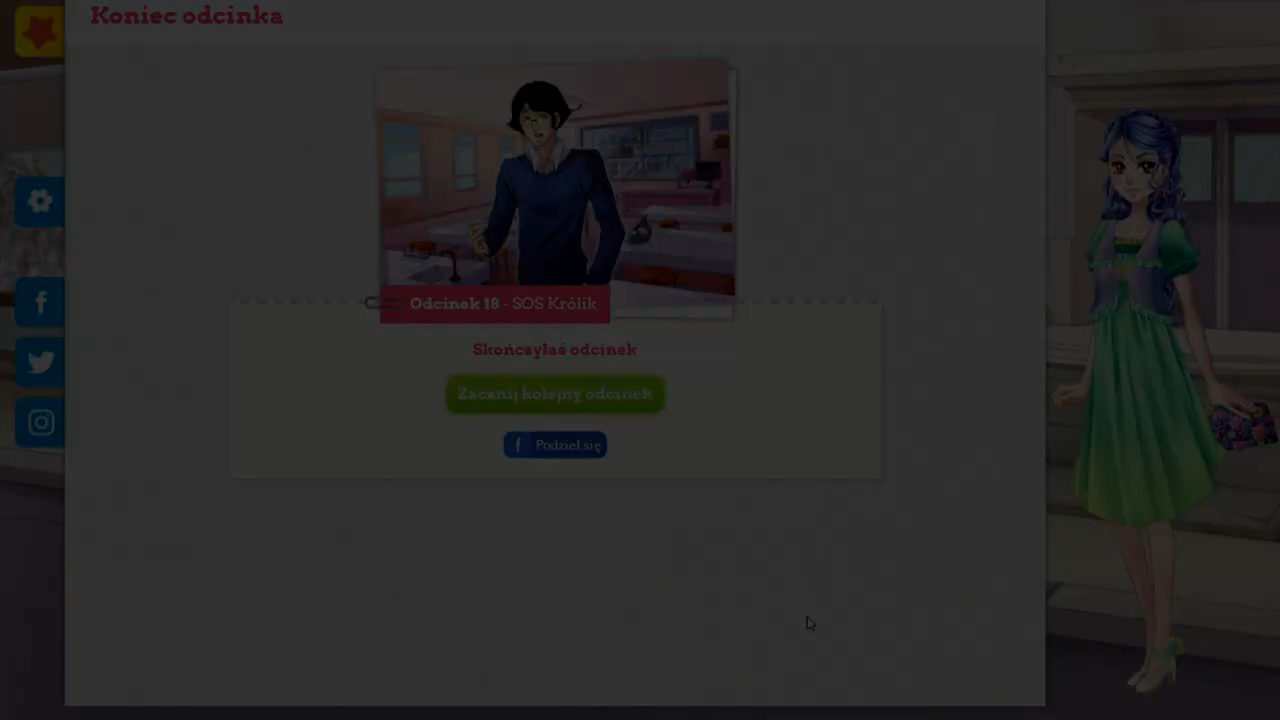 Koniec odcinka
Odcinek 18 - SOS Królik
Skończyłaś odcinek
Zacznij kolejny odcinek
f Podziel się